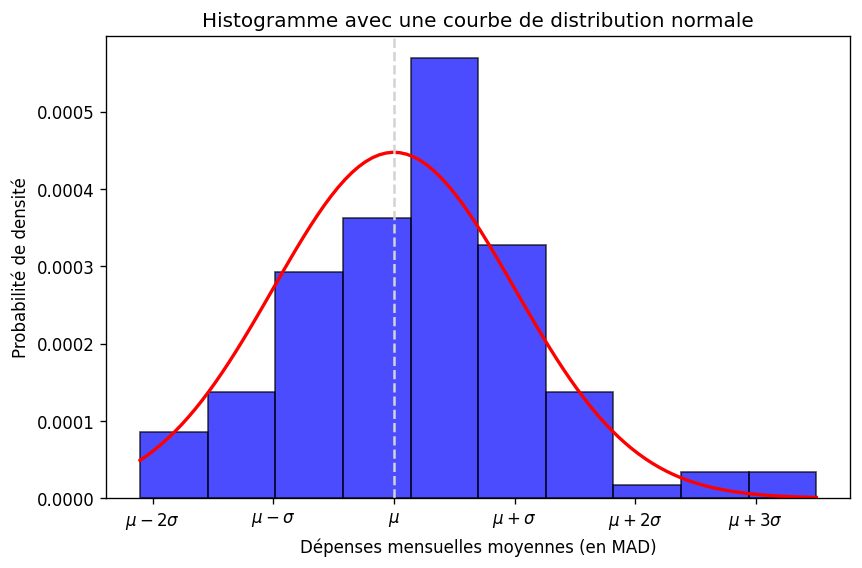 Histogramme avec une courbe de distribution normale
Probabilité de densité
0.0005
0.0004
0.0003
0.0002
0.0001
0.0000
μ − 2σ
μ − σ
μ
μ + σ
μ + 2σ
μ + 3σ
Dépenses mensuelles moyennes (en MAD)